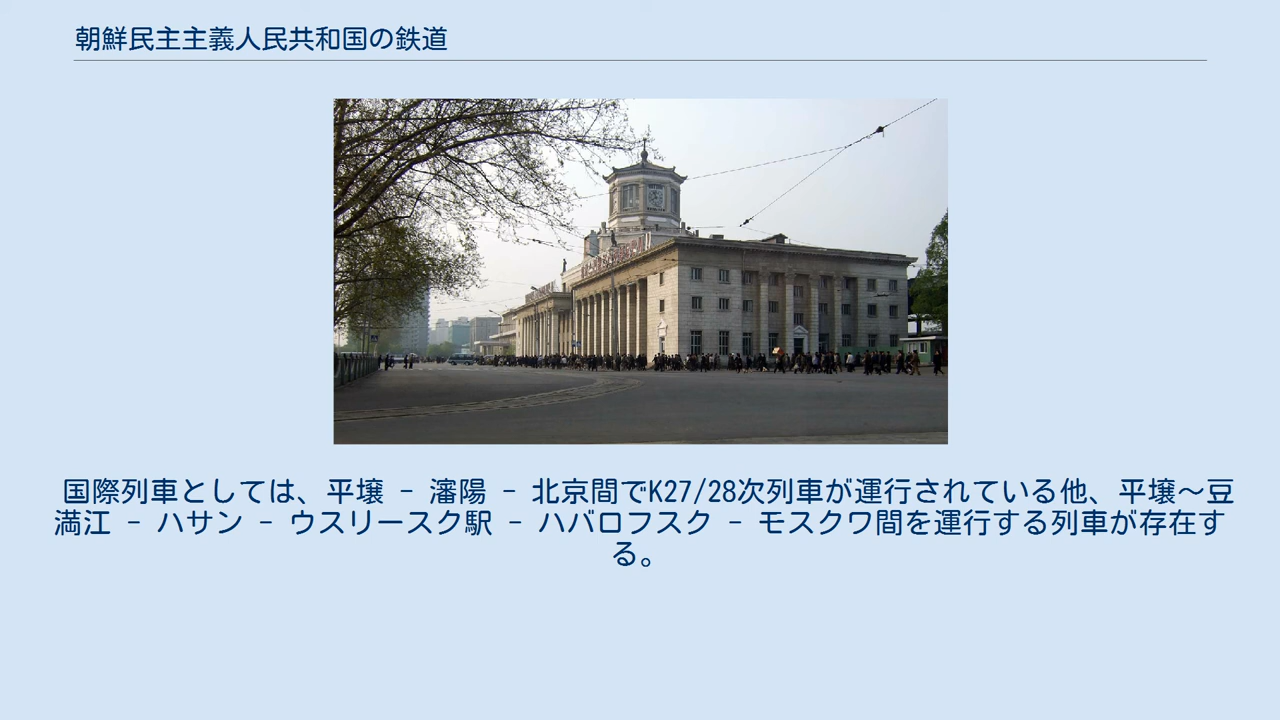 朝鮮民主主義人民共和国の鉄道
国際列車としては、平壌 - 瀋陽 - 北京間でK27/28次列車が運行されている他、平壌〜豆
満江 - ハサン - ウスリースク駅 - ハバロフスク - モスクワ間を運行する列車が存在す
る。